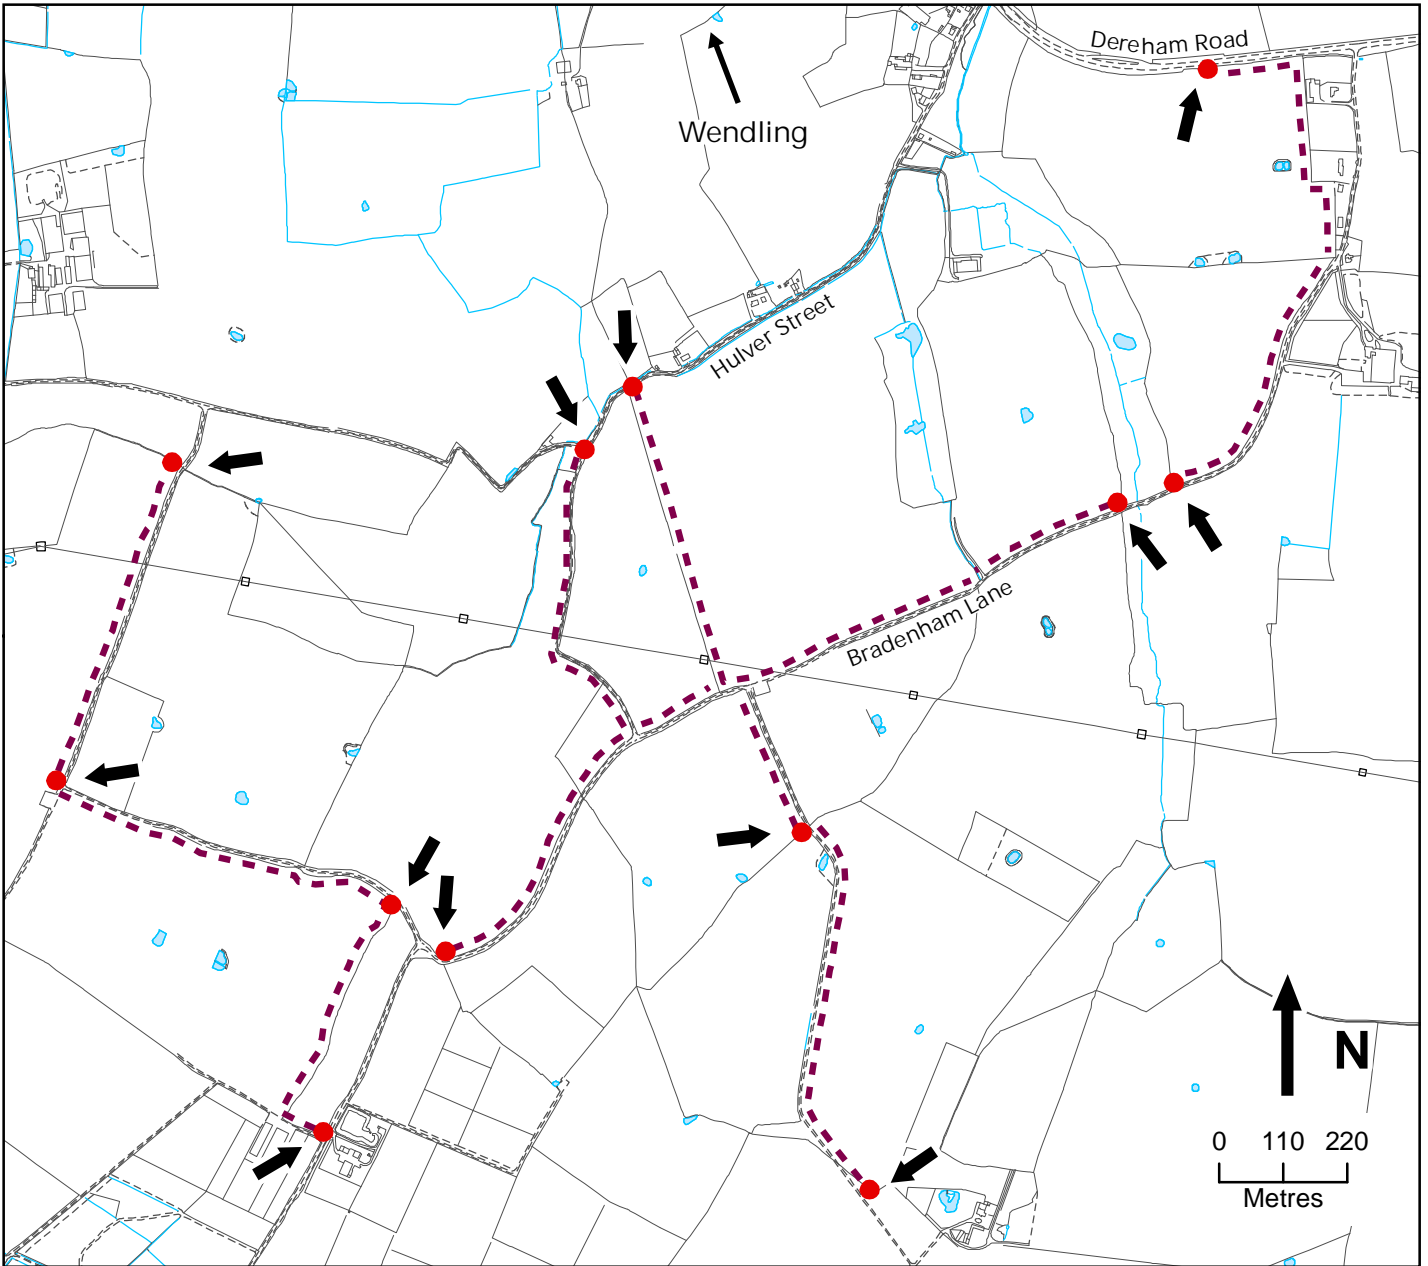 Dereham Road
Wendling
Hulver Street
Bradenham Lane
N
0 110 220
Metres